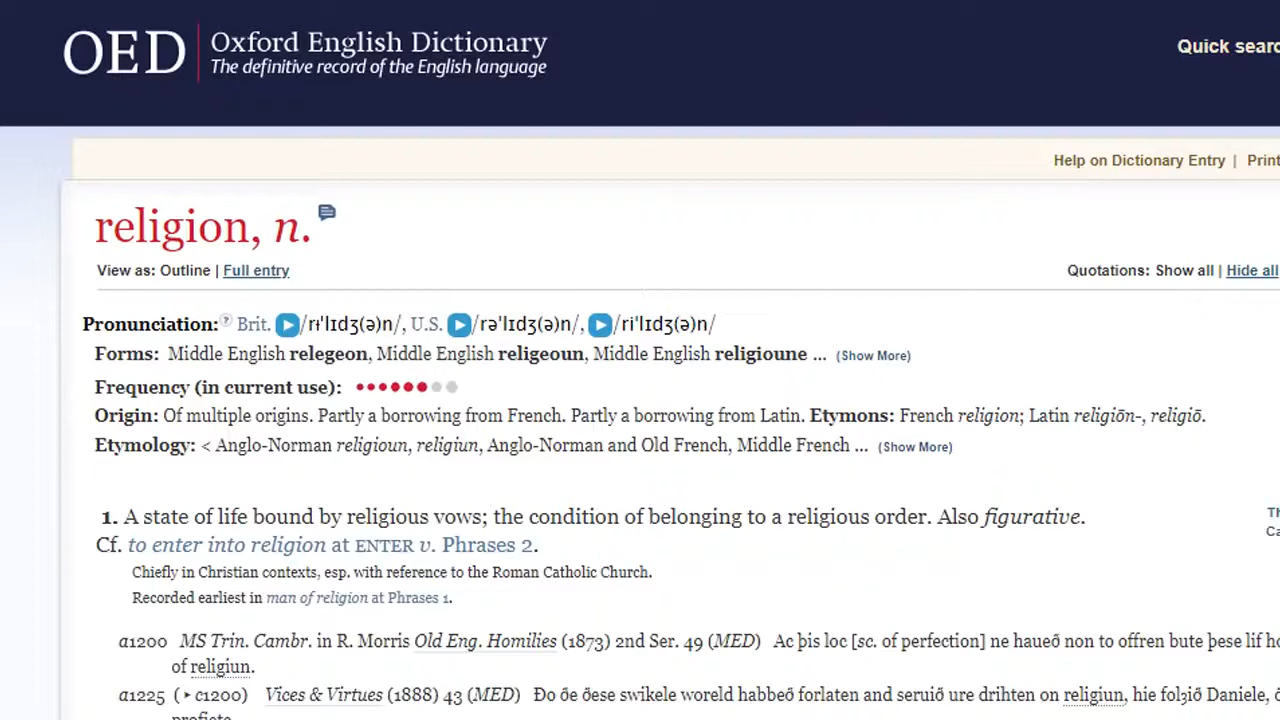 OED
Oxford English Dictionary
The definitive record of the English language
Quick searc
Help on Dictionary Entry | Print
religion, n.
View as: Outline | Full entry
Quotations: Show all | Hide all
Pronunciation: ? Brit. /rɪˈlɪdʒ(ə)n/, U.S. /rəˈlɪdʒ(ə)n/, /riˈlɪdʒ(ə)n/
Forms: Middle English relegeon, Middle English religeoun, Middle English religioune ... (Show More)
Frequency (in current use):
Origin: Of multiple origins. Partly a borrowing from French. Partly a borrowing from Latin. Etymons: French religion; Latin religiōn-, religiō.
Etymology: < Anglo-Norman religioun, religiun, Anglo-Norman and Old French, Middle French ... (Show More)
1. A state of life bound by religious vows; the condition of belonging to a religious order. Also figurative.
Th
Cf. to enter into religion at ENTER v. Phrases 2.
Ca
Chiefly in Christian contexts, esp. with reference to the Roman Catholic Church.
Recorded earliest in man of religion at Phrases 1.
a1200 MS Trin. Cambr. in R. Morris Old Eng. Homilies (1873) 2nd Ser. 49 (MED) Ac þis loc [sc. of perfection] ne haueð non to offren bute þese lif ho
of religiun.
a1225 (▸c1200) Vices & Virtues (1888) 43 (MED) Ðo ðe ðese swikele woreld habbeð forlaten and seruið ure drihten on religiun, hie folȝið Daniele, ð
profiete.